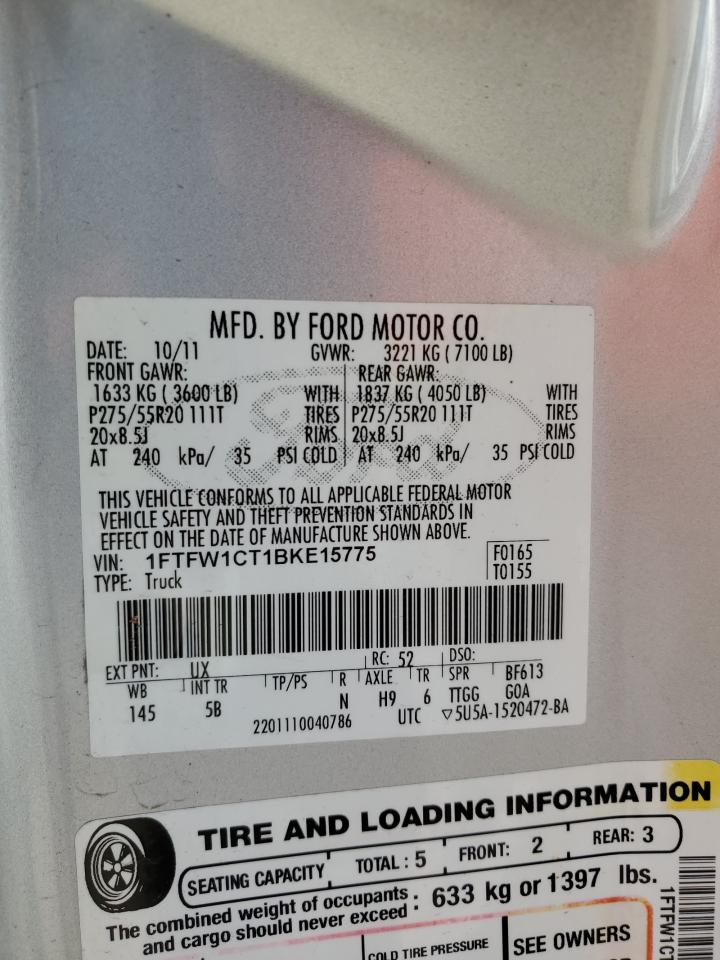 MFD. BY FORD MOTOR CO.
DATE: 10/11 GVWR: 3221 KG ( 7100 LB)
FRONT GAWR: REAR GAWR:
1633 KG ( 3600 LB) WITH 1837 KG ( 4050 LB) WITH
P275/55R20 111T TIRES P275/55R20 111T TIRES
20x8.5J RIMS 20x8.5J RIMS
AT 240 kPa/ 35 PSI COLD AT 240 kPa/ 35 PSI COLD
Ford
THIS VEHICLE CONFORMS TO ALL APPLICABLE FEDERAL MOTOR
VEHICLE SAFETY AND THEFT PREVENTION STANDARDS IN
EFFECT ON THE DATE OF MANUFACTURE SHOWN ABOVE.
VIN: 1FTFW1CT1BKE15775 F0165
TYPE: Truck T0155
EXT PNT: UX RC: 52 DSO:
WB INT TR TP/PS R AXLE TR SPR BF613
145 5B N H9 6 TTGG GOA
2201110040786 UTC ▽5U5A-1520472-BA
TIRE AND LOADING INFORMATION
SEATING CAPACITY TOTAL : 5 FRONT: 2 REAR: 3
The combined weight of occupants : 633 kg or 1397 lbs.
and cargo should never exceed
COLD TIRE PRESSURE SEE OWNERS
1FTFW1CT